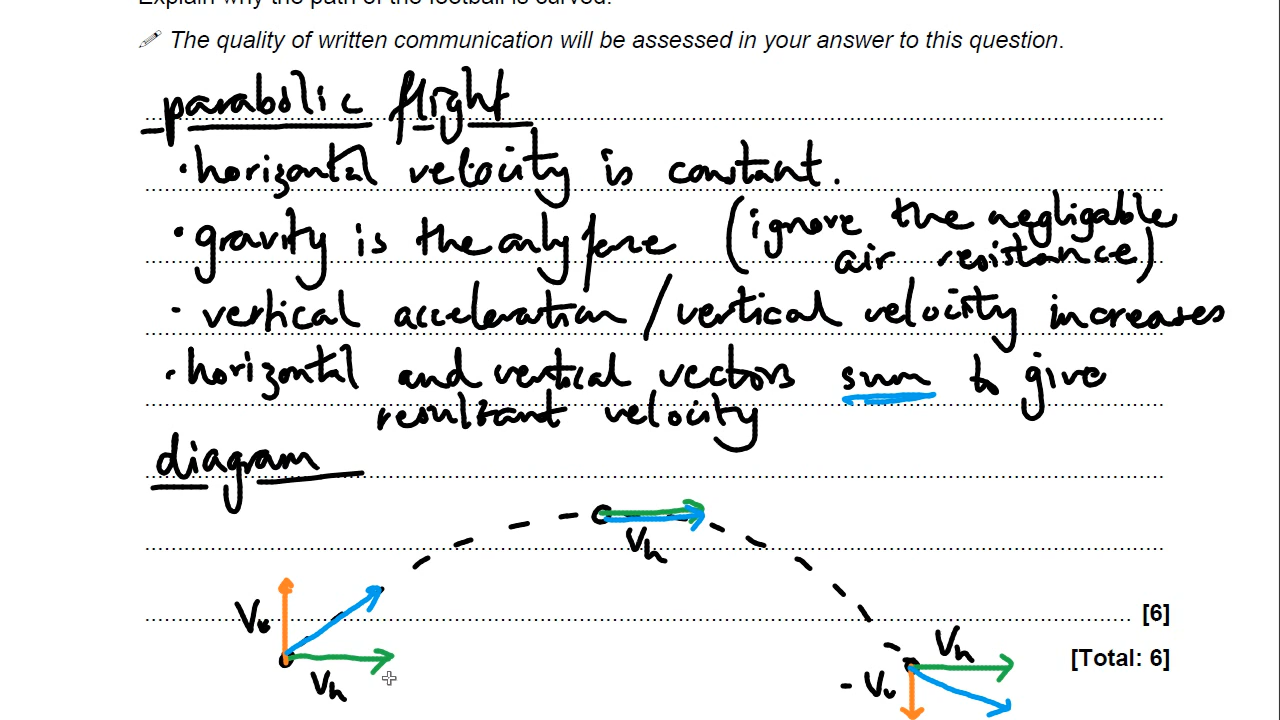 Explain why the path of the football is curved.
The quality of written communication will be assessed in your answer to this question.
parabolic flight
• horizontal velocity is constant.
• gravity is the only force (ignore the negligable
air resistance)
• vertical acceleration / vertical velocity increases
• horizontal and vertical vectors sum to give
resultant velocity
diagram
Vh
Vv
[6]
Vh
[Total: 6]
Vh
- Vv